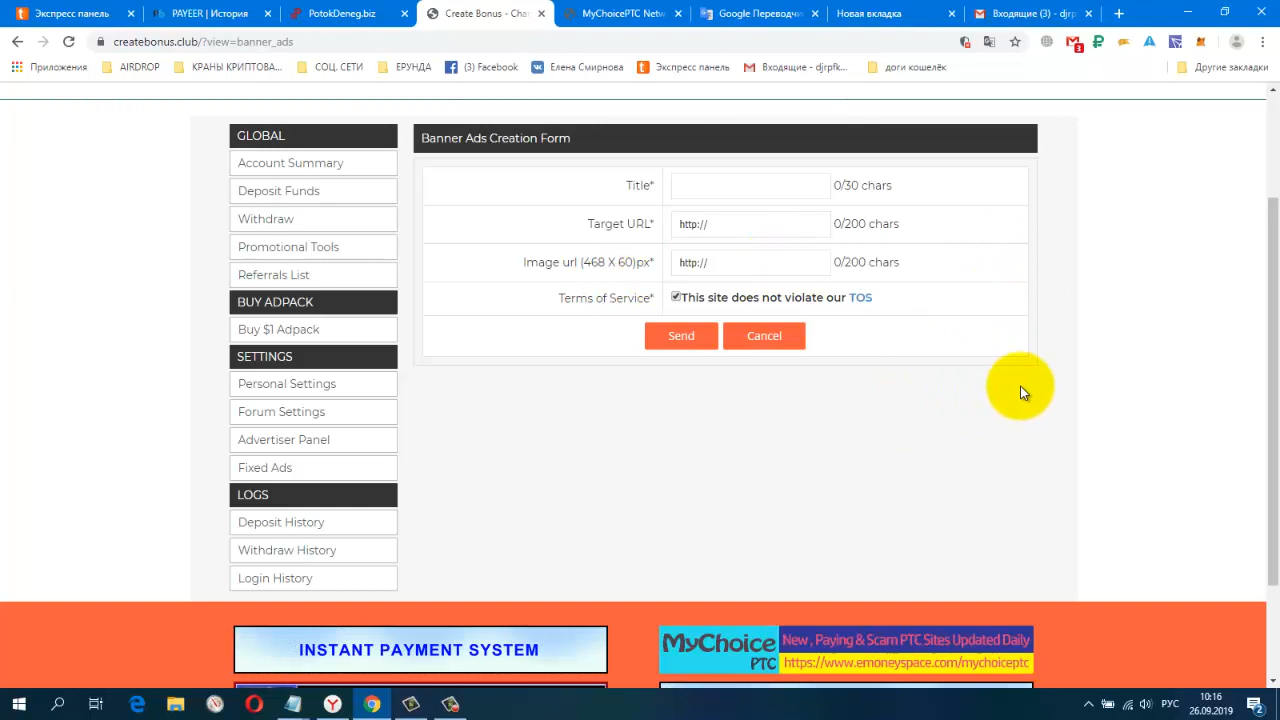 Экспресс панель
PAYEER | История
PotokDeneg.biz
Create Bonus - Cha
MyChoicePTC Netw
Google Переводчи
Новая вкладка
Входящие (3) - djrp
createbonus.club/?view=banner_ads
3
Приложения
AIRDROP
КРАНЫ КРИПТОВА...
СОЦ. СЕТИ
ЕРУНДА
(3) Facebook
Елена Смирнова
Экспресс панель
Входящие - djrpfk...
доги кошелёк
Другие закладки
GLOBAL
Account Summary
Deposit Funds
Withdraw
Promotional Tools
Referrals List
BUY ADPACK
Buy $1 Adpack
SETTINGS
Personal Settings
Forum Settings
Advertiser Panel
Fixed Ads
LOGS
Deposit History
Withdraw History
Login History
Banner Ads Creation Form
Title* 0/30 chars
Target URL* http:// 0/200 chars
Image url (468 X 60)px* http:// 0/200 chars
Terms of Service* This site does not violate our TOS
Send Cancel
INSTANT PAYMENT SYSTEM
MyChoice PTC
New , Paying & Scam PTC Sites Updated Daily
https://www.emoneyspace.com/mychoiceptc
РУС
10:16
26.09.2019
2